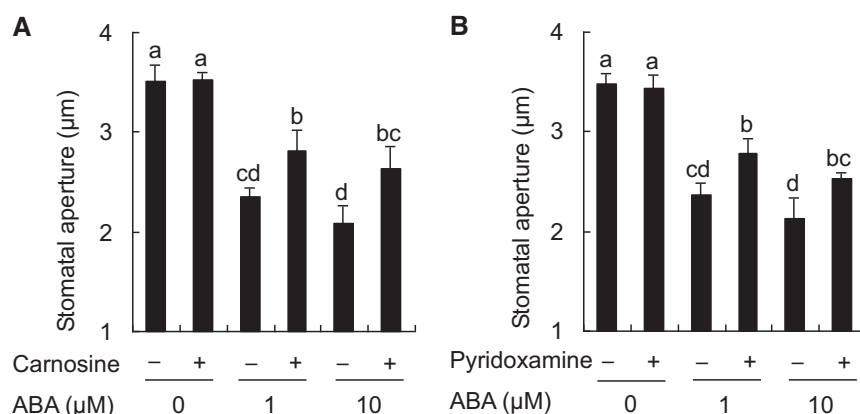 A
Stomatal aperture (μm)
4
3
2
1
a
a
cd
b
d
bc
Carnosine – + – + – +
ABA (μM) 0 1 10
B
Stomatal aperture (μm)
4
3
2
1
a
a
cd
b
d
bc
Pyridoxamine – + – + – +
ABA (μM) 0 1 10